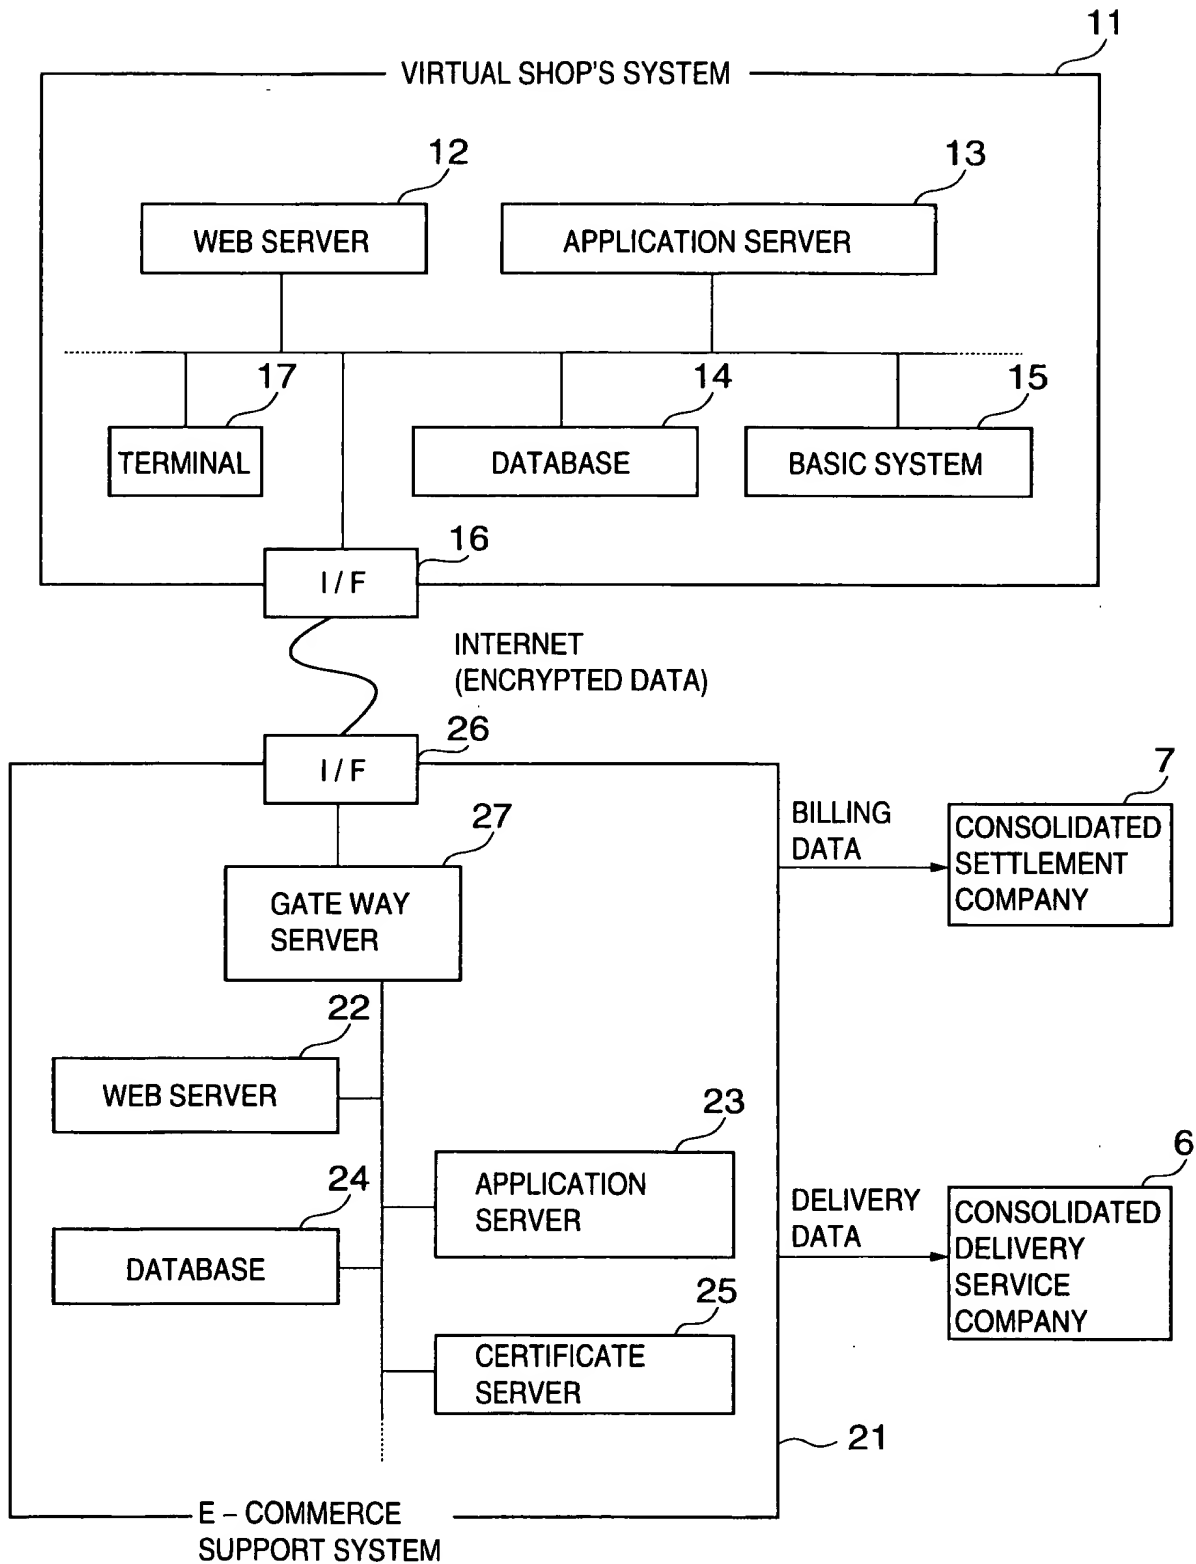 11
VIRTUAL SHOP'S SYSTEM
12
13
WEB SERVER
APPLICATION SERVER
17
14
15
TERMINAL
DATABASE
BASIC SYSTEM
16
I / F
INTERNET
(ENCRYPTED DATA)
26
I / F
7
27
BILLING
DATA
CONSOLIDATED
SETTLEMENT
COMPANY
GATE WAY
SERVER
22
WEB SERVER
23
6
24
APPLICATION
SERVER
DELIVERY
DATA
CONSOLIDATED
DELIVERY
SERVICE
COMPANY
DATABASE
25
CERTIFICATE
SERVER
21
E – COMMERCE
SUPPORT SYSTEM